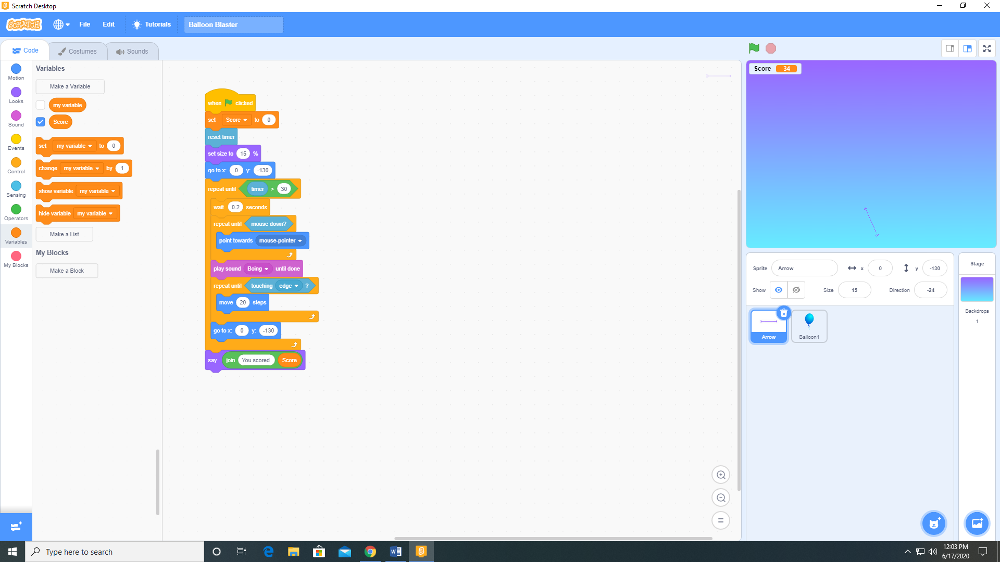 Scratch Desktop
SCRATCH File Edit Tutorials Balloon Blaster
Code Costumes Sounds
Motion
Looks
Sound
Events
Control
Sensing
Operators
Variables
My Blocks
Variables
Make a Variable
my variable
Score
set my variable to 0
change my variable by 1
show variable my variable
hide variable my variable
Make a List
My Blocks
Make a Block
when clicked
set Score to 0
reset timer
set size to 15 %
go to x: 0 y: -130
repeat until timer > 30
wait 0.2 seconds
repeat until mouse down?
point towards mouse-pointer
play sound Boing until done
repeat until touching edge ?
move 20 steps
go to x: 0 y: -130
say join You scored Score
Score 34
Sprite Arrow x 0 y -130
Show Size 15 Direction -24
Arrow
Balloon1
Stage
Backdrops
1
Type here to search
12:03 PM
6/17/2020